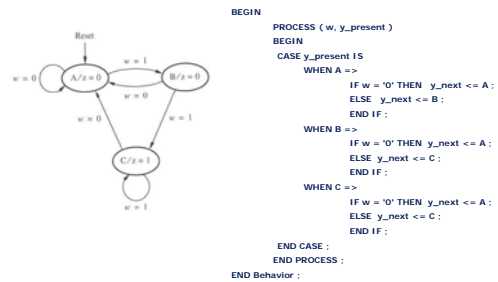 Reset
w = 1
w = 0
A/z = 0
B/z = 0
w = 0
w = 0
w = 1
C/z = 1
w = 1
BEGIN
PROCESS ( w, y_present )
BEGIN
CASE y_present IS
WHEN A =>
IF w = '0' THEN y_next <= A ;
ELSE y_next <= B ;
END IF ;
WHEN B =>
IF w = '0' THEN y_next <= A ;
ELSE y_next <= C ;
END IF ;
WHEN C =>
IF w = '0' THEN y_next <= A ;
ELSE y_next <= C ;
END IF ;
END CASE ;
END PROCESS ;
END Behavior ;